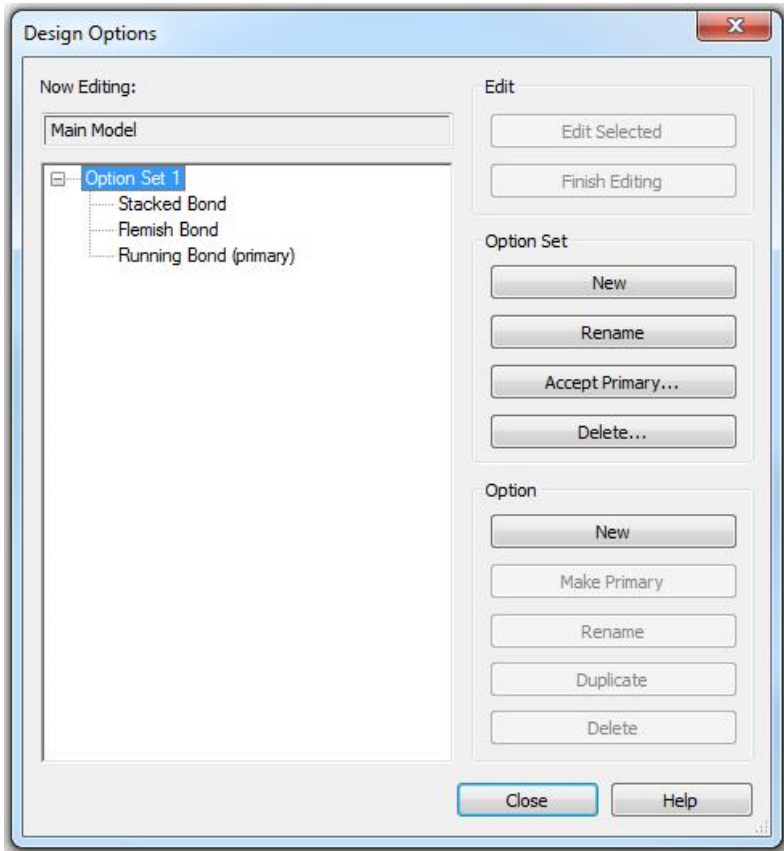 Design Options
Now Editing:
Main Model
Option Set 1
Stacked Bond
Flemish Bond
Running Bond (primary)
Edit
Edit Selected
Finish Editing
Option Set
New
Rename
Accept Primary...
Delete...
Option
New
Make Primary
Rename
Duplicate
Delete
Close
Help